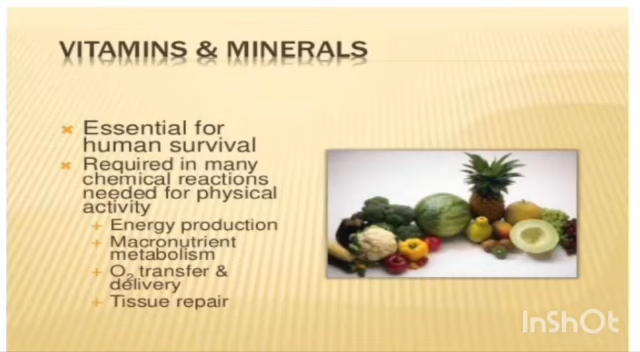 VITAMINS & MINERALS
Essential for
human survival
Required in many
chemical reactions
needed for physical
activity
Energy production
Macronutrient
metabolism
O₂ transfer &
delivery
Tissue repair
InShOt